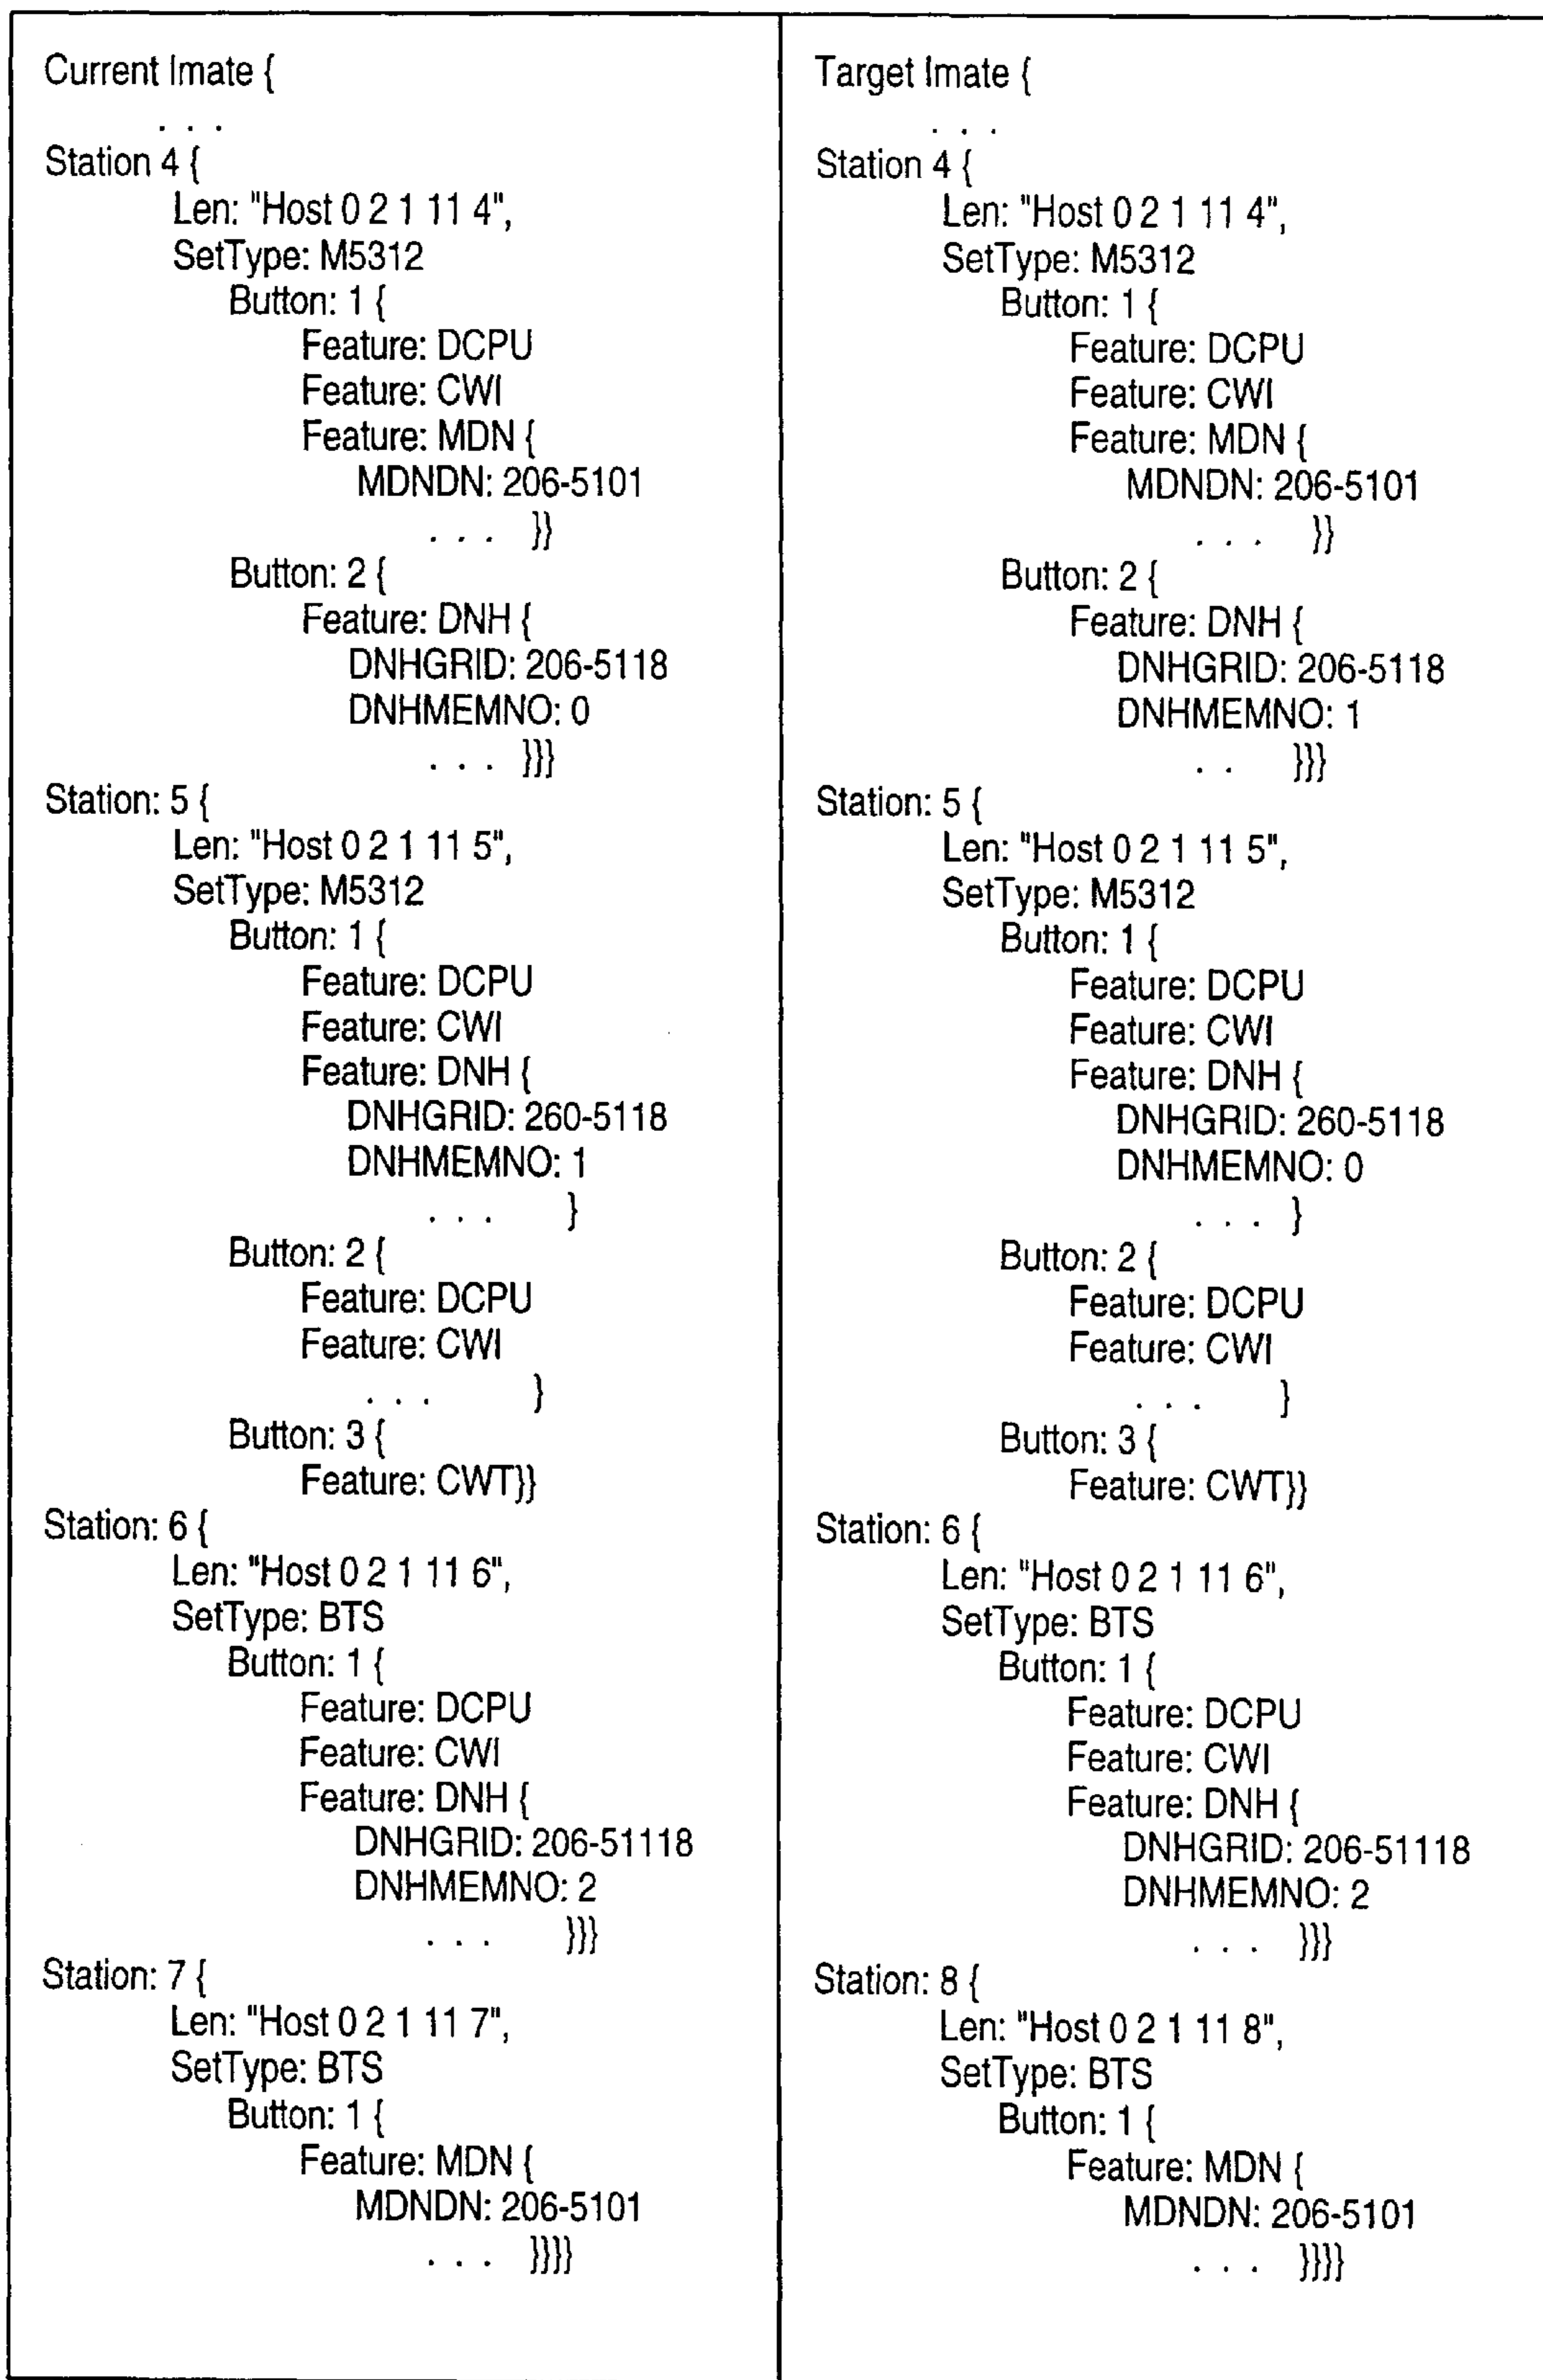 Current Imate {
. . .
Station 4 {
Len: "Host 0 2 1 11 4",
SetType: M5312
Button: 1 {
Feature: DCPU
Feature: CWI
Feature: MDN {
MDNDN: 206-5101
. . . }}
Button: 2 {
Feature: DNH {
DNHGRID: 206-5118
DNHMEMNO: 0
. . . }}}
Station: 5 {
Len: "Host 0 2 1 11 5",
SetType: M5312
Button: 1 {
Feature: DCPU
Feature: CWI
Feature: DNH {
DNHGRID: 260-5118
DNHMEMNO: 1
. . . }
Button: 2 {
Feature: DCPU
Feature: CWI
. . . }
Button: 3 {
Feature: CWT}}
Station: 6 {
Len: "Host 0 2 1 11 6",
SetType: BTS
Button: 1 {
Feature: DCPU
Feature: CWI
Feature: DNH {
DNHGRID: 206-51118
DNHMEMNO: 2
. . . }}}
Station: 7 {
Len: "Host 0 2 1 11 7",
SetType: BTS
Button: 1 {
Feature: MDN {
MDNDN: 206-5101
. . . }}}}
Target Imate {
. . .
Station 4 {
Len: "Host 0 2 1 11 4",
SetType: M5312
Button: 1 {
Feature: DCPU
Feature: CWI
Feature: MDN {
MDNDN: 206-5101
. . . }}
Button: 2 {
Feature: DNH {
DNHGRID: 206-5118
DNHMEMNO: 1
. . }}}
Station: 5 {
Len: "Host 0 2 1 11 5",
SetType: M5312
Button: 1 {
Feature: DCPU
Feature: CWI
Feature: DNH {
DNHGRID: 260-5118
DNHMEMNO: 0
. . . }
Button: 2 {
Feature: DCPU
Feature: CWI
. . . }
Button: 3 {
Feature: CWT}}
Station: 6 {
Len: "Host 0 2 1 11 6",
SetType: BTS
Button: 1 {
Feature: DCPU
Feature: CWI
Feature: DNH {
DNHGRID: 206-51118
DNHMEMNO: 2
. . . }}}
Station: 8 {
Len: "Host 0 2 1 11 8",
SetType: BTS
Button: 1 {
Feature: MDN {
MDNDN: 206-5101
. . . }}}}